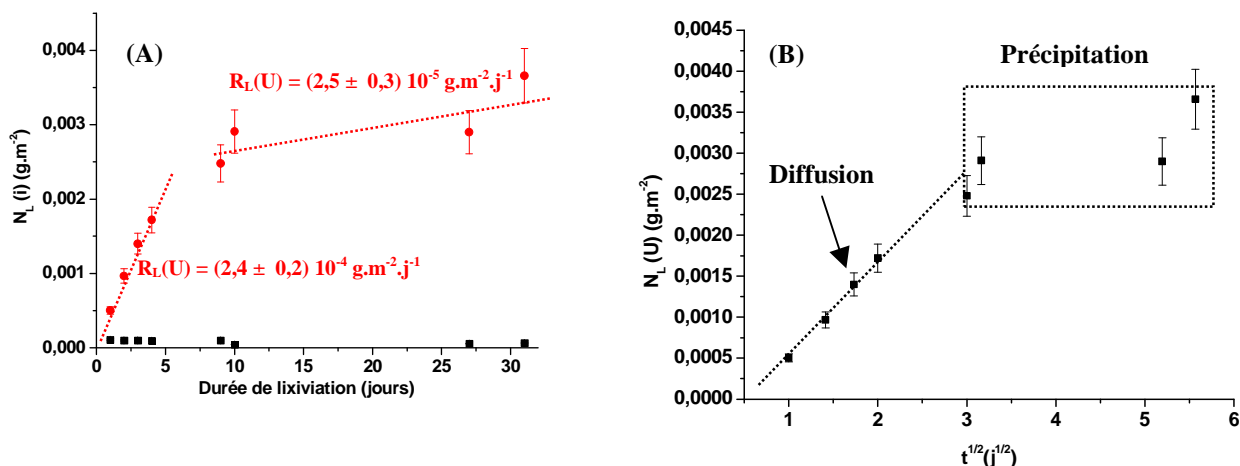 (A)
0,004
0,003
0,002
0,001
0,000
N_L (i) (g.m⁻²)
R_L(U) = (2,5 ± 0,3) 10⁻⁵ g.m⁻².j⁻¹
R_L(U) = (2,4 ± 0,2) 10⁻⁴ g.m⁻².j⁻¹
0 5 10 15 20 25 30
Durée de lixiviation (jours)
(B)
Précipitation
Diffusion
0,0045
0,0040
0,0035
0,0030
0,0025
0,0020
0,0015
0,0010
0,0005
0,0000
N_L (U) (g.m⁻²)
1 2 3 4 5 6
t^1/2(j^1/2)